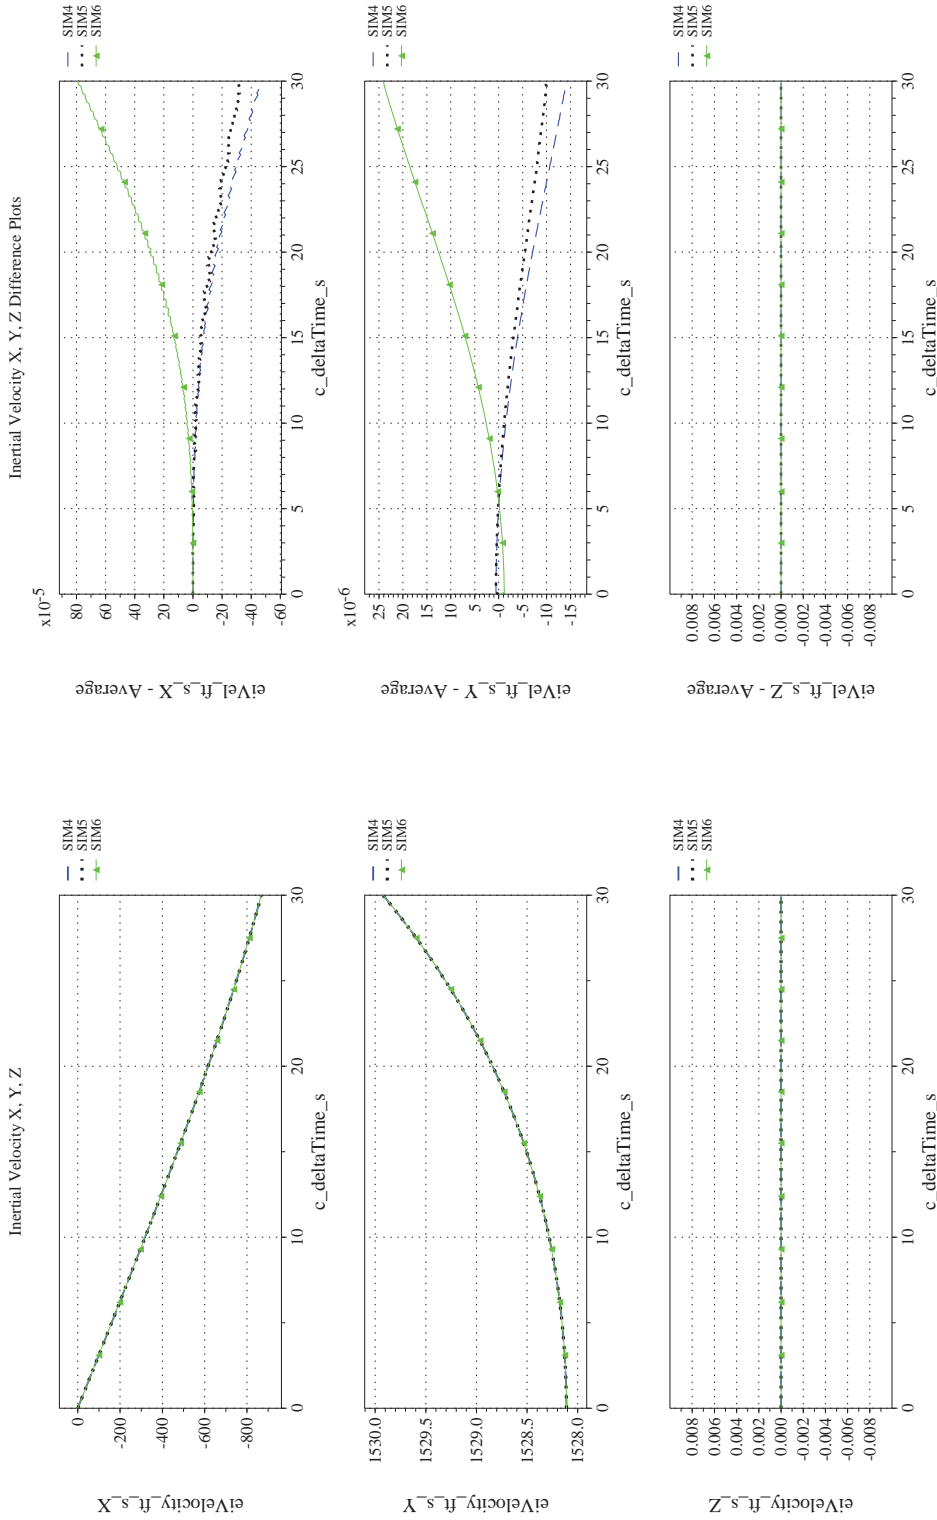 Inertial Velocity X, Y, Z
eiVelocity_ft_s_X
0
-20
-40
-60
-80
0 10 20 30
c_deltaTime_s
SIM4
SIM5
SIM6
eiVelocity_ft_s_Y
1530.0
1529.5
1529.0
1528.5
1528.0
0 10 20 30
c_deltaTime_s
SIM4
SIM5
SIM6
eiVelocity_ft_s_Z
0.008
0.006
0.004
0.002
0.000
-0.002
-0.004
-0.006
-0.008
0 10 20 30
c_deltaTime_s
SIM4
SIM5
SIM6
Inertial Velocity X, Y, Z Difference Plots
eiVel_ft_s_X - Average
x10-5
80
60
40
20
0
-20
-40
-60
0 5 10 15 20 25 30
c_deltaTime_s
SIM4
SIM5
SIM6
eiVel_ft_s_Y - Average
x10-6
25
20
15
10
5
-0
-5
-10
-15
0 5 10 15 20 25 30
c_deltaTime_s
SIM4
SIM5
SIM6
eiVel_ft_s_Z - Average
0.008
0.006
0.004
0.002
0.000
-0.002
-0.004
-0.006
-0.008
0 5 10 15 20 25 30
c_deltaTime_s
SIM4
SIM5
SIM6